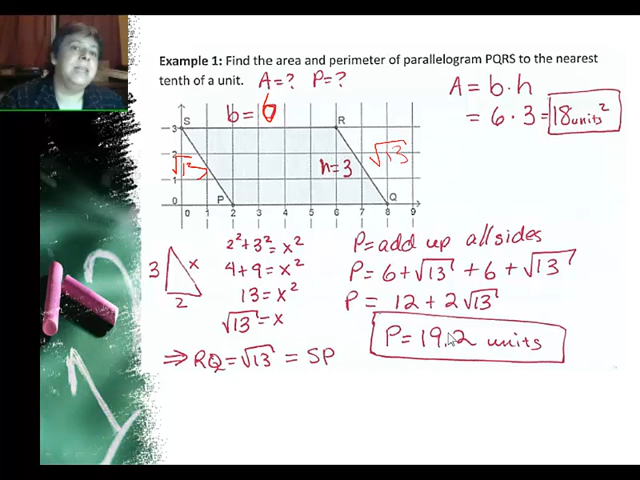 Example 1: Find the area and perimeter of parallelogram PQRS to the nearest
tenth of a unit. A=? P=?
A = b·h
= 6·3 = 18 units²
b = 6
S
R
3
2
1
0
√13
h=3
√13
P
Q
0 1 2 3 4 5 6 7 8 9
3
x
2
2²+3²=x²
4+9=x²
13=x²
√13=x
⇒ RQ=√13 = SP
P=add up all sides
P=6+√13+6+√13
P= 12+2√13
P=19.2 units